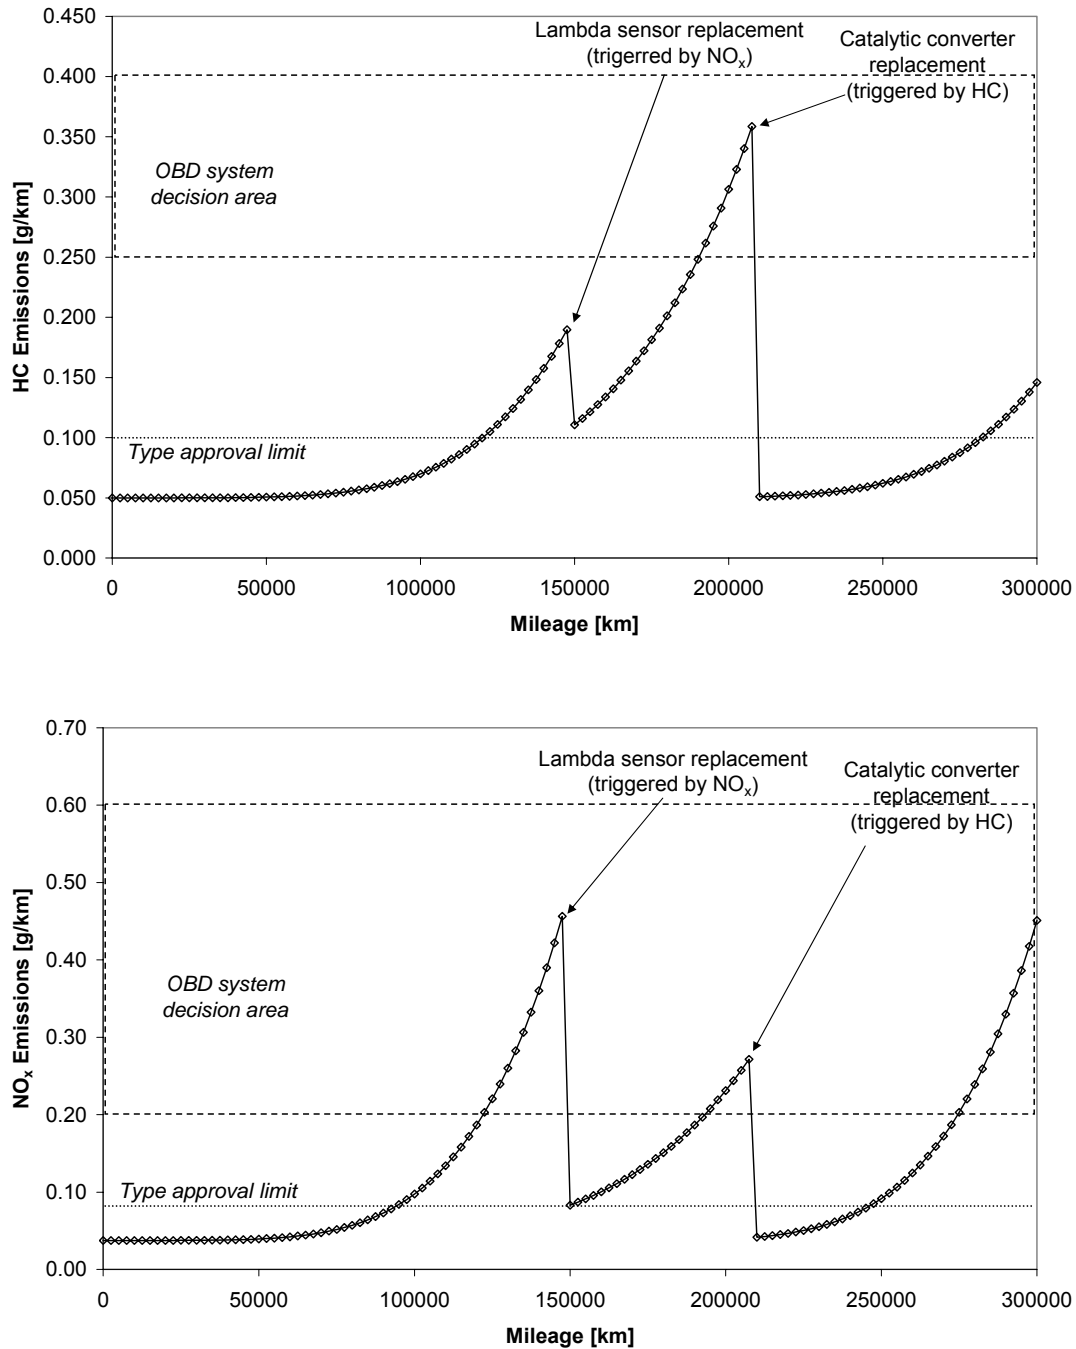 0.450
0.400
0.350
0.300
0.250
0.200
0.150
0.100
0.050
0.000
HC Emissions [g/km]
Lambda sensor replacement
(trigerred by NOx)
Catalytic converter
replacement
(triggered by HC)
OBD system
decision area
Type approval limit
0 50000 100000 150000 200000 250000 300000
Mileage [km]
0.70
0.60
0.50
0.40
0.30
0.20
0.10
0.00
NOx Emissions [g/km]
Lambda sensor replacement
(triggered by NOx)
Catalytic converter
replacement
(triggered by HC)
OBD system
decision area
Type approval limit
0 50000 100000 150000 200000 250000 300000
Mileage [km]